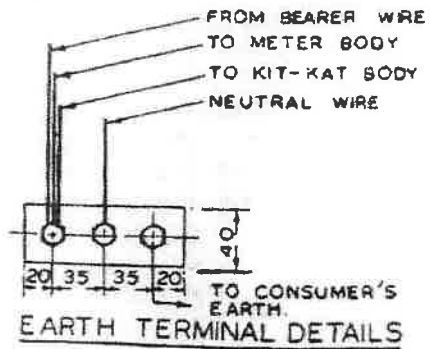 FROM BEARER WIRE
TO METER BODY
TO KIT-KAT BODY
NEUTRAL WIRE
40
20 35 35 20
TO CONSUMER'S
EARTH.
EARTH TERMINAL DETAILS